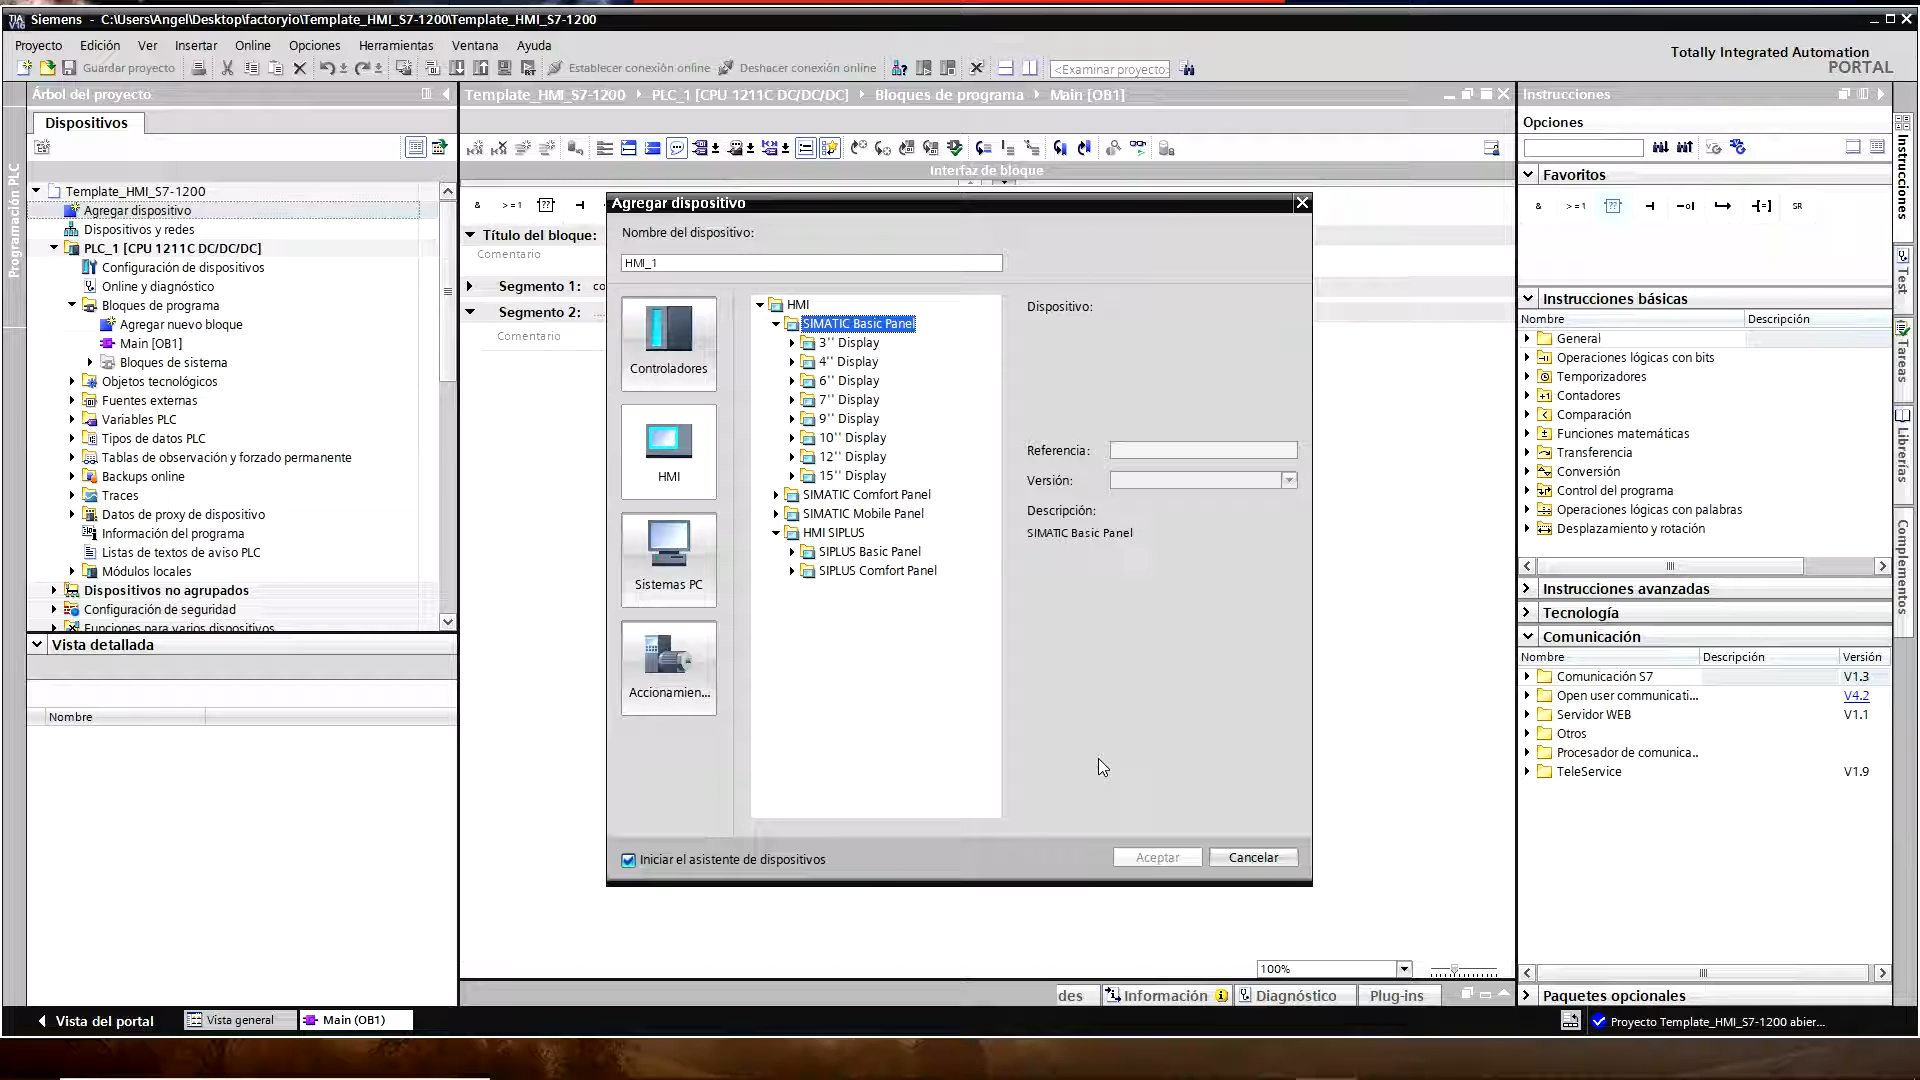 Siemens - C:\Users\Angel\Desktop\factoryio\Template_HMI_S7-1200\Template_HMI_S7-1200
Proyecto Edición Ver Insertar Online Opciones Herramientas Ventana Ayuda
Totally Integrated Automation
PORTAL
Guardar proyecto Establecer conexión online Deshacer conexión online <Examinar proyecto>
Árbol del proyecto
Template_HMI_S7-1200 PLC_1 [CPU 1211C DC/DC/DC] Bloques de programa Main [OB1]
Instrucciones
Dispositivos
Opciones
Interfaz de bloque
Programación PLC
Template_HMI_S7-1200
Agregar dispositivo
Dispositivos y redes
PLC_1 [CPU 1211C DC/DC/DC]
Configuración de dispositivos
Online y diagnóstico
Bloques de programa
Agregar nuevo bloque
Main [OB1]
Bloques de sistema
Objetos tecnológicos
Fuentes externas
Variables PLC
Tipos de datos PLC
Tablas de observación y forzado permanente
Backups online
Traces
Datos de proxy de dispositivo
Información del programa
Listas de textos de aviso PLC
Módulos locales
Dispositivos no agrupados
Configuración de seguridad
Funciones para varios dispositivos
Vista detallada
Nombre
& >=1 ??
Título del bloque:
Comentario
Segmento 1: co
Segmento 2: ...
Comentario
Agregar dispositivo
Nombre del dispositivo:
HMI_1
Controladores
HMI
Sistemas PC
Accionamien...
HMI
SIMATIC Basic Panel
3'' Display
4'' Display
6'' Display
7'' Display
9'' Display
10'' Display
12'' Display
15'' Display
SIMATIC Comfort Panel
SIMATIC Mobile Panel
HMI SIPLUS
SIPLUS Basic Panel
SIPLUS Comfort Panel
Dispositivo:
Referencia:
Versión:
Descripción:
SIMATIC Basic Panel
Iniciar el asistente de dispositivos
Aceptar Cancelar
100%
des Información Diagnóstico Plug-ins
Favoritos
& >=1 ?? SR
Instrucciones básicas
Nombre Descripción
General
Operaciones lógicas con bits
Temporizadores
Contadores
Comparación
Funciones matemáticas
Transferencia
Conversión
Control del programa
Operaciones lógicas con palabras
Desplazamiento y rotación
Instrucciones avanzadas
Tecnología
Comunicación
Nombre Descripción Versión
Comunicación S7 V1.3
Open user communicati... V4.2
Servidor WEB V1.1
Otros
Procesador de comunica..
TeleService V1.9
Paquetes opcionales
Instrucciones
Test
Tareas
Librerías
Complementos
Vista del portal Vista general Main (OB1)
Proyecto Template_HMI_S7-1200 abier...